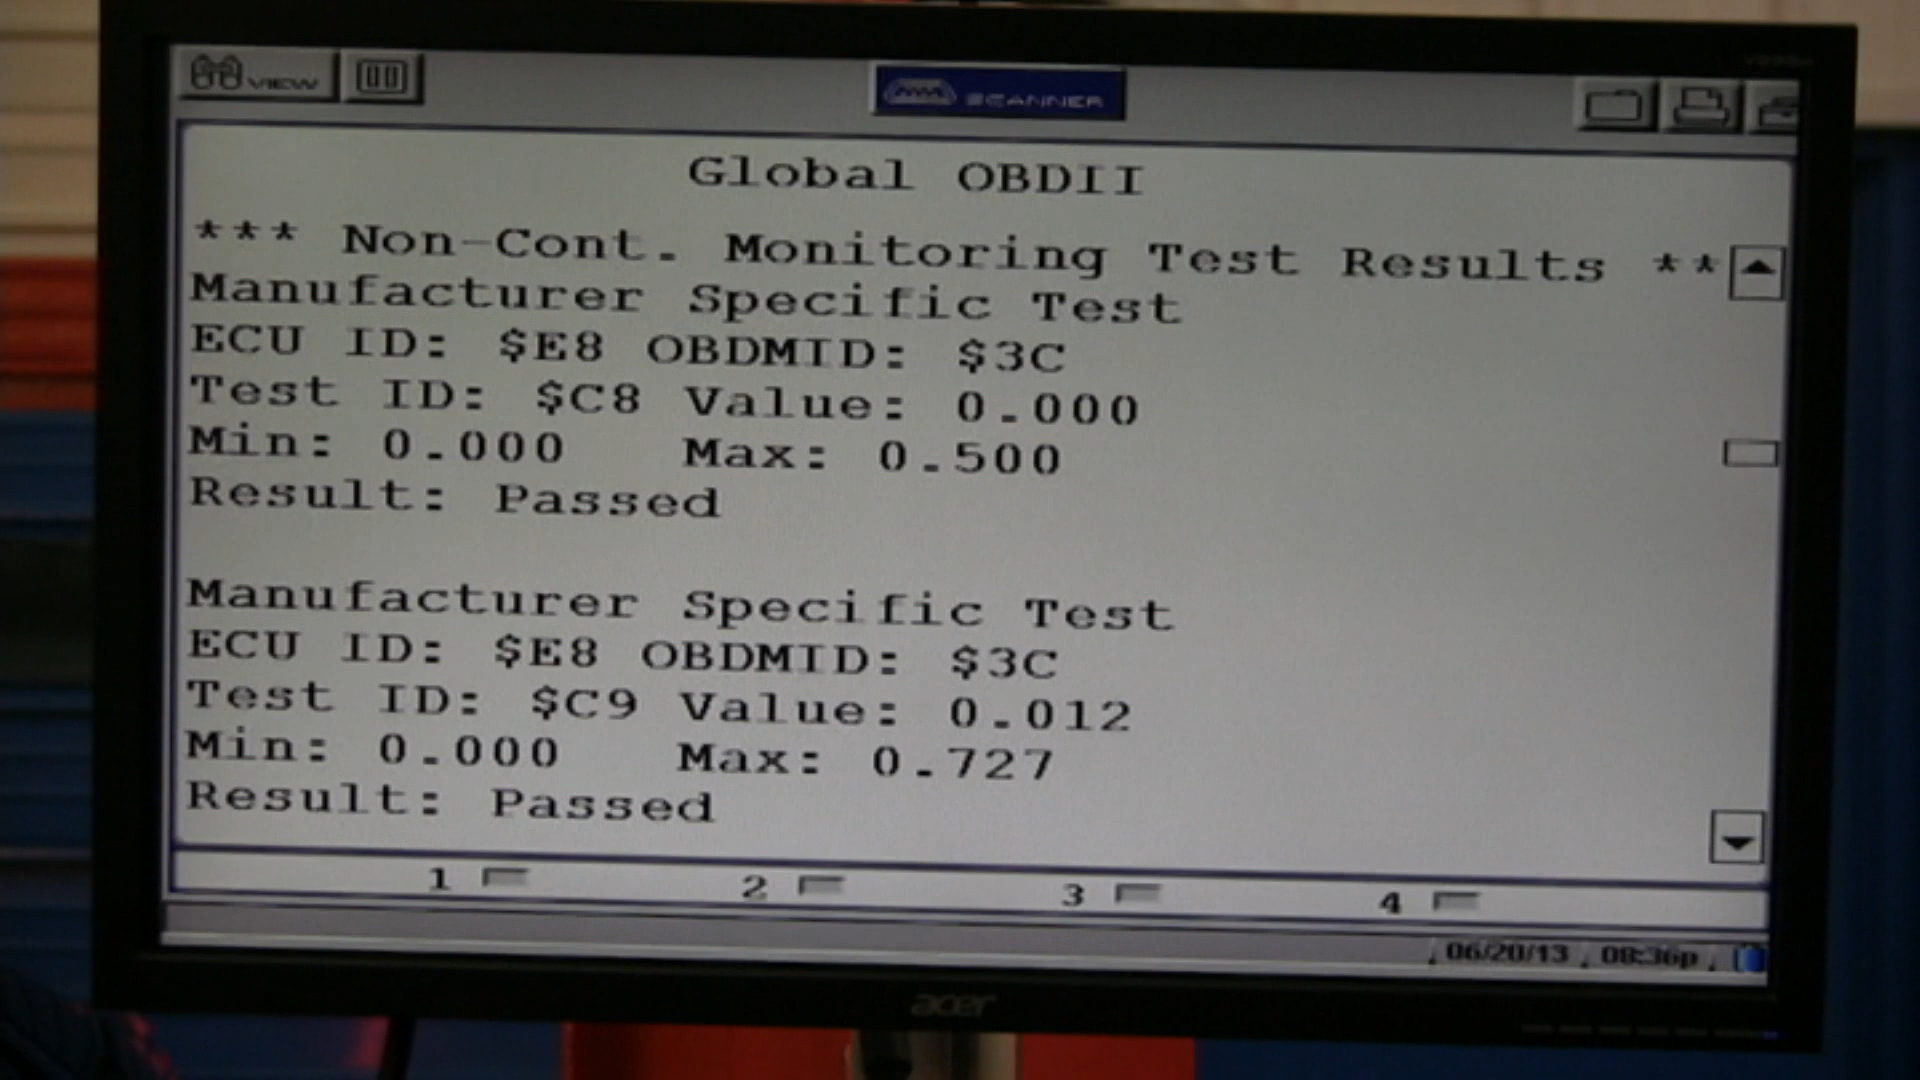 VIEW
SCANNER
Global OBDII
*** Non-Cont. Monitoring Test Results **
Manufacturer Specific Test
ECU ID: $E8 OBDMID: $3C
Test ID: $C8 Value: 0.000
Min: 0.000 Max: 0.500
Result: Passed
Manufacturer Specific Test
ECU ID: $E8 OBDMID: $3C
Test ID: $C9 Value: 0.012
Min: 0.000 Max: 0.727
Result: Passed
1 2 3 4
06/20/13 08:36p
acer